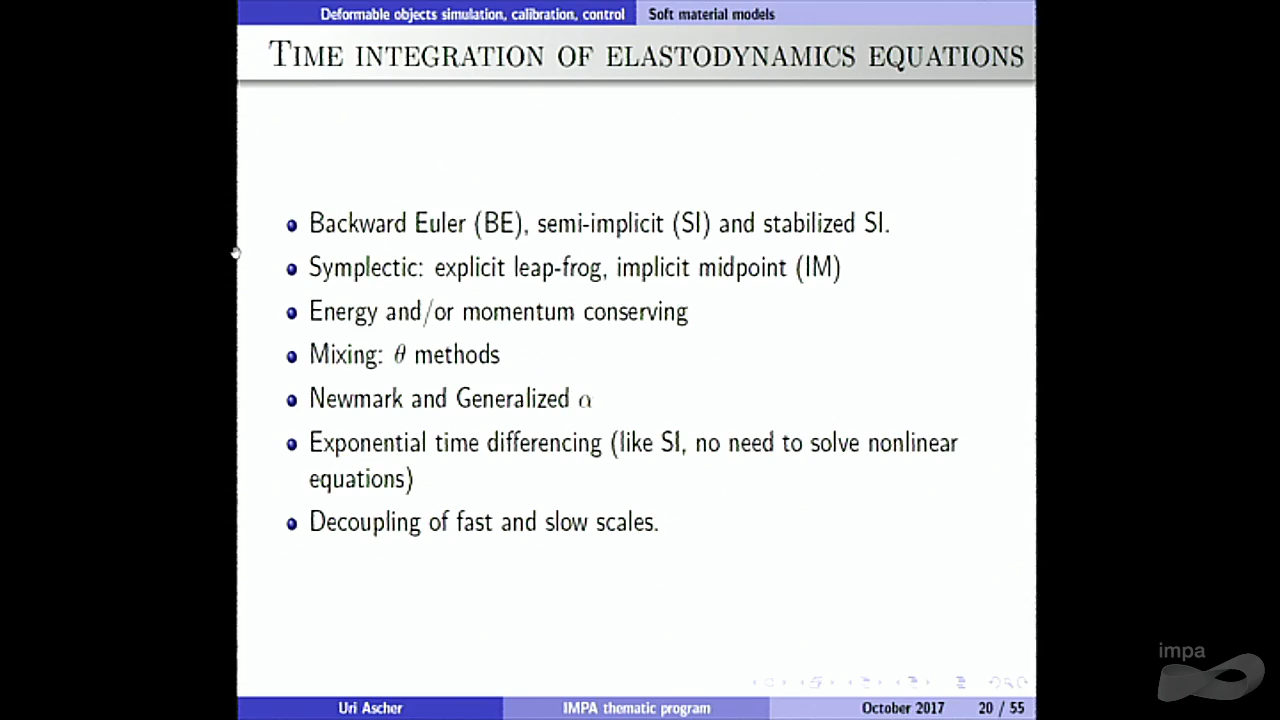 Deformable objects simulation, calibration, control Soft material models
Time integration of elastodynamics equations
Backward Euler (BE), semi-implicit (SI) and stabilized SI.
Symplectic: explicit leap-frog, implicit midpoint (IM)
Energy and/or momentum conserving
Mixing: θ methods
Newmark and Generalized α
Exponential time differencing (like SI, no need to solve nonlinear
equations)
Decoupling of fast and slow scales.
impa
Uri Ascher IMPA thematic program October 2017 20 / 55